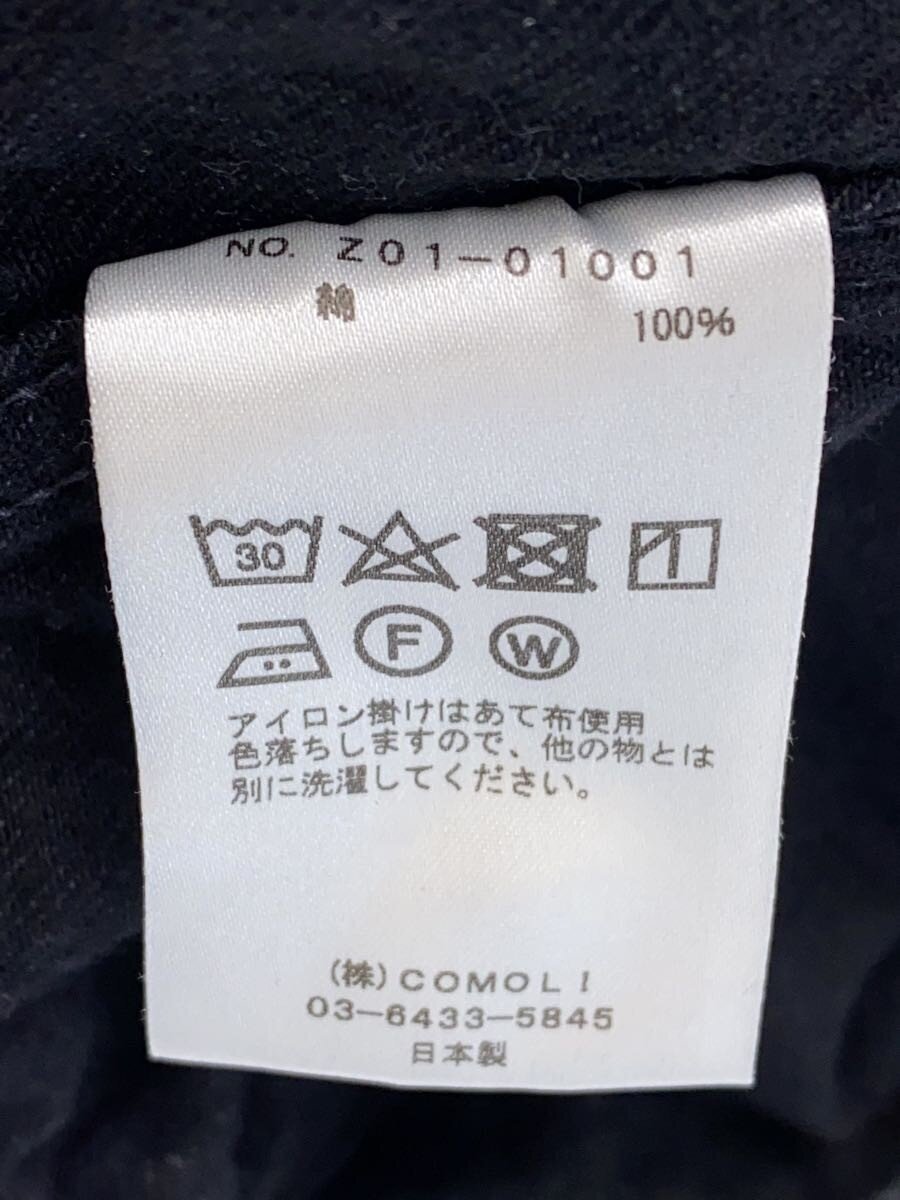 NO. Z01-01001
綿 100%
30
F W
アイロン掛けはあて布使用
色落ちしますので、他の物とは
別に洗濯してください。
(株)COMOLI
03-6433-5845
日本製